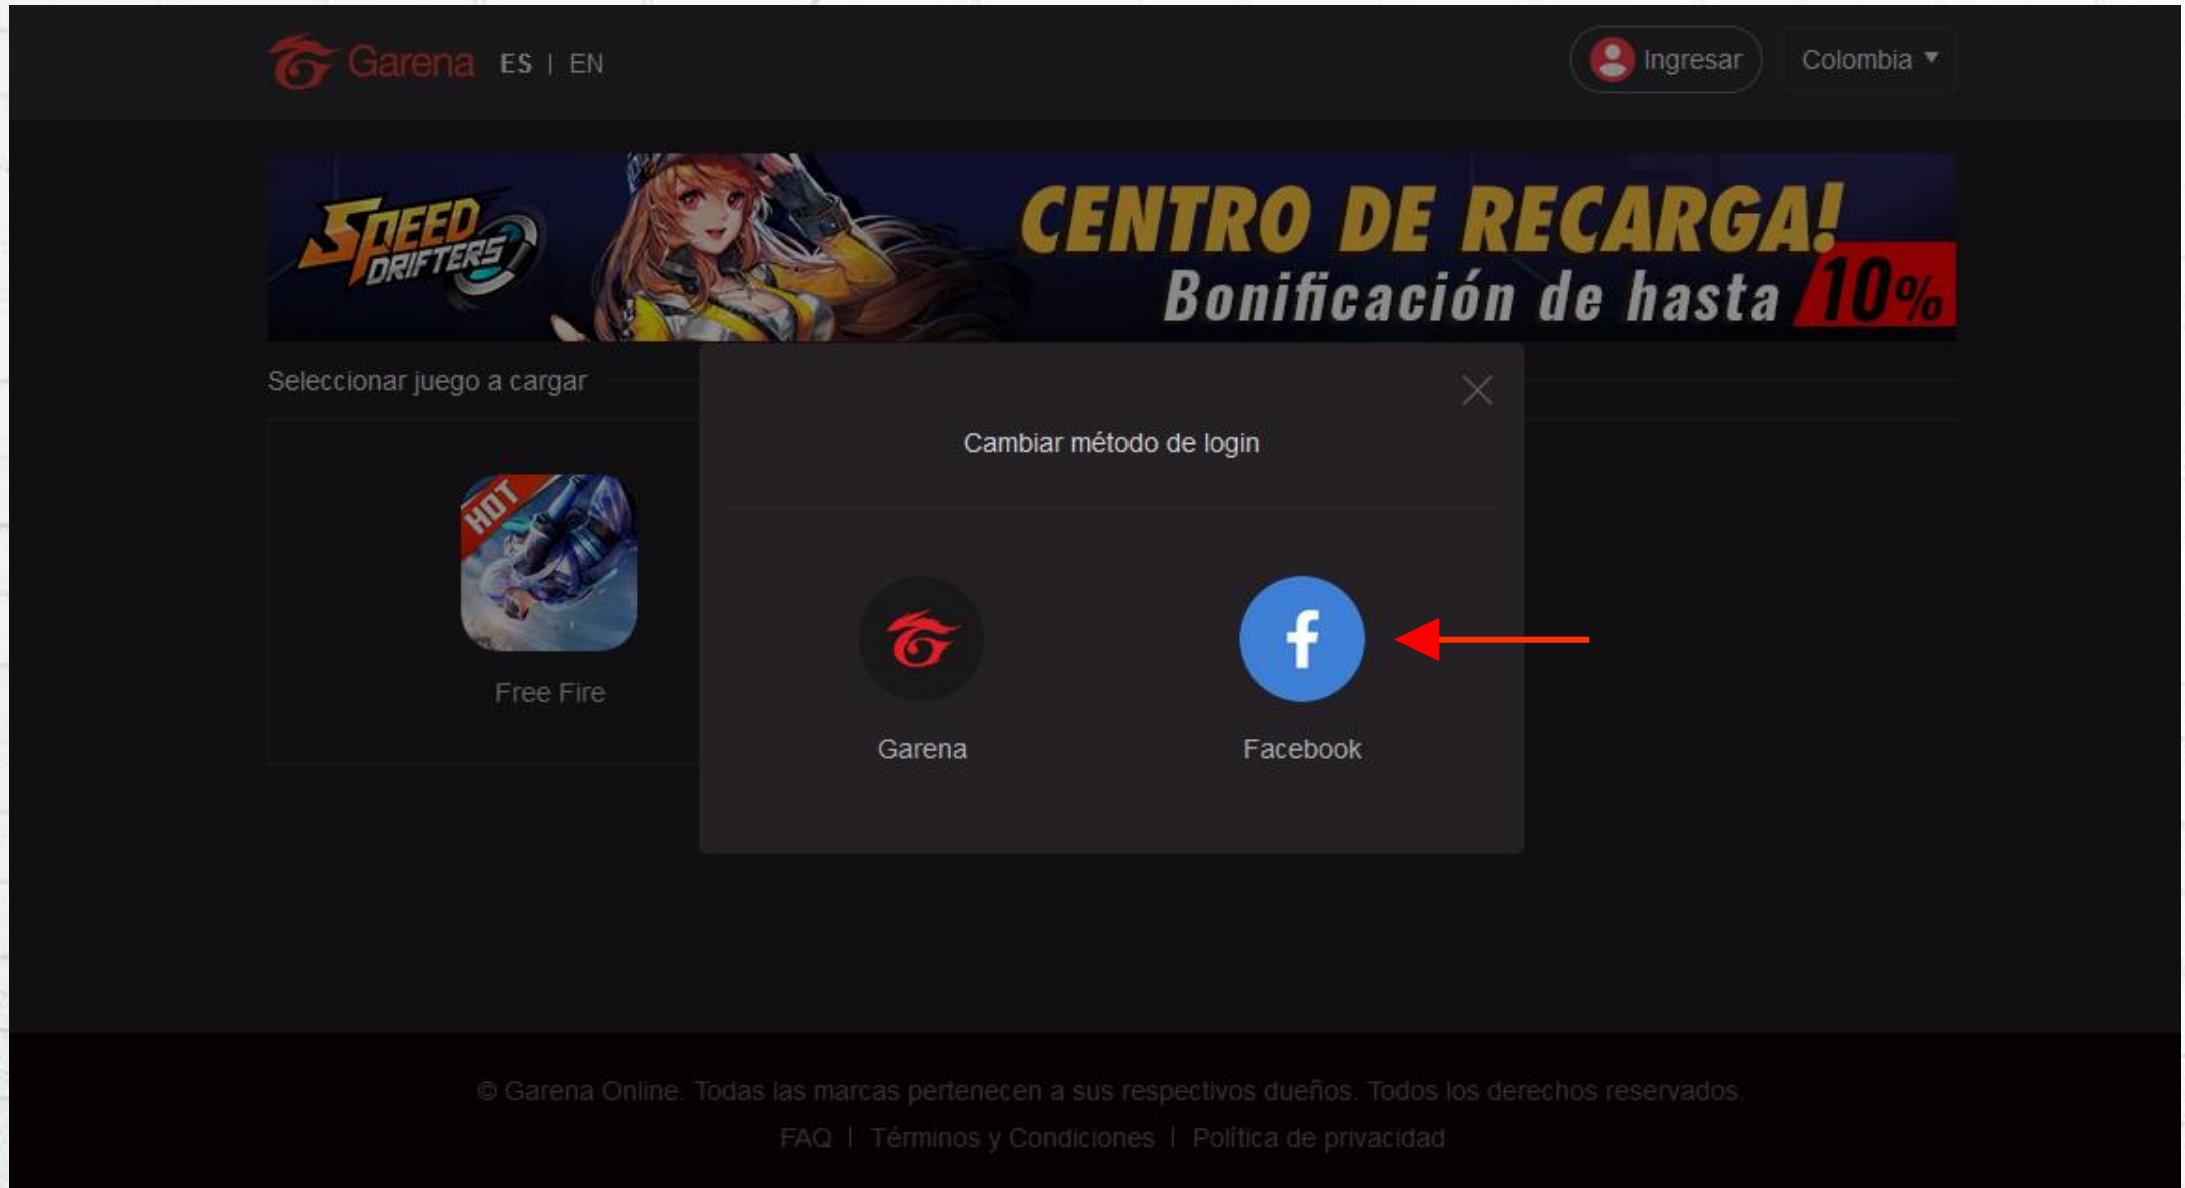 Garena ES | EN
Ingresar
Colombia
SPEED
DRIFTERS
CENTRO DE RECARGA!
Bonificación de hasta 10%
Seleccionar juego a cargar
Cambiar método de login
HOT
Free Fire
Garena
Facebook
© Garena Online. Todas las marcas pertenecen a sus respectivos dueños. Todos los derechos reservados.
FAQ | Términos y Condiciones | Política de privacidad